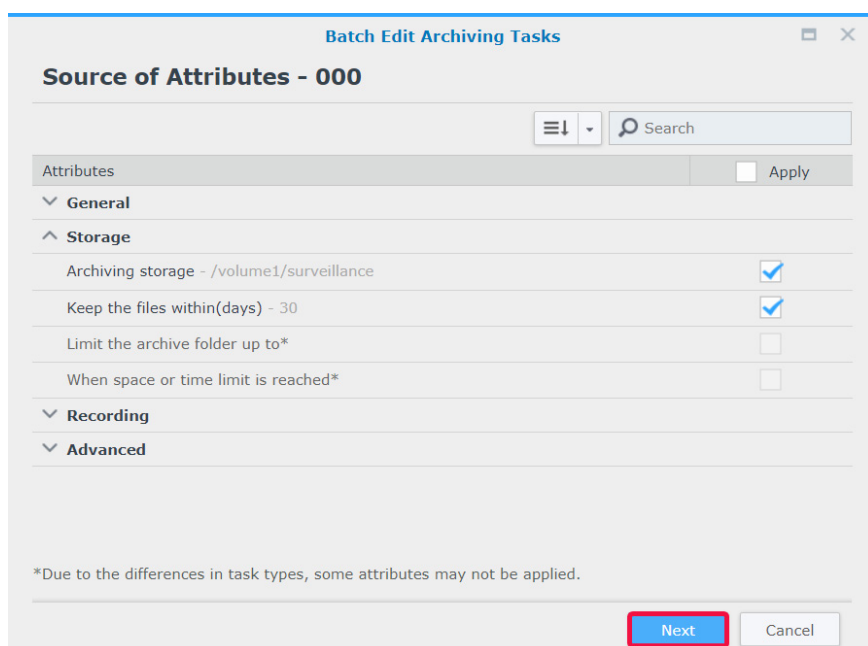 Batch Edit Archiving Tasks
Source of Attributes - 000
Search
Attributes Apply
General
Storage
Archiving storage - /volume1/surveillance
Keep the files within(days) - 30
Limit the archive folder up to*
When space or time limit is reached*
Recording
Advanced
*Due to the differences in task types, some attributes may not be applied.
Next Cancel